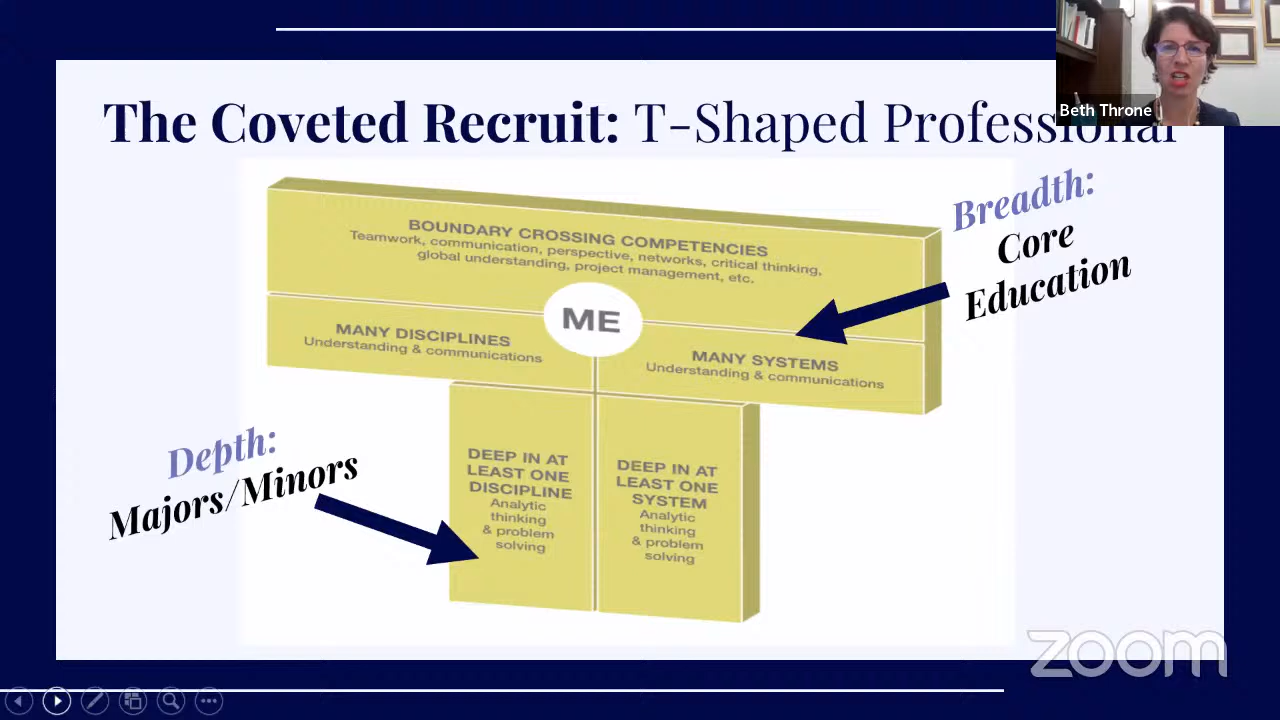 The Coveted Recruit: T-Shaped Professional
Beth Throne
BOUNDARY CROSSING COMPETENCIES
Teamwork, communication, perspective, networks, critical thinking,
global understanding, project management, etc.
Breadth:
Core
Education
ME
MANY DISCIPLINES
Understanding & communications
MANY SYSTEMS
Understanding & communications
Depth:
Majors/Minors
DEEP IN AT
LEAST ONE
DISCIPLINE
Analytic
thinking
& problem
solving
DEEP IN AT
LEAST ONE
SYSTEM
Analytic
thinking
& problem
solving
zoom